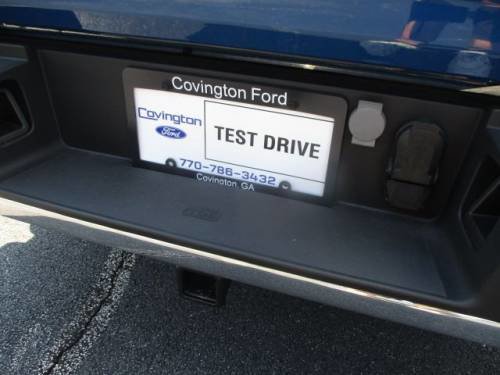 Covington Ford
Covington
Ford
TEST DRIVE
770-786-3432
Covington, GA